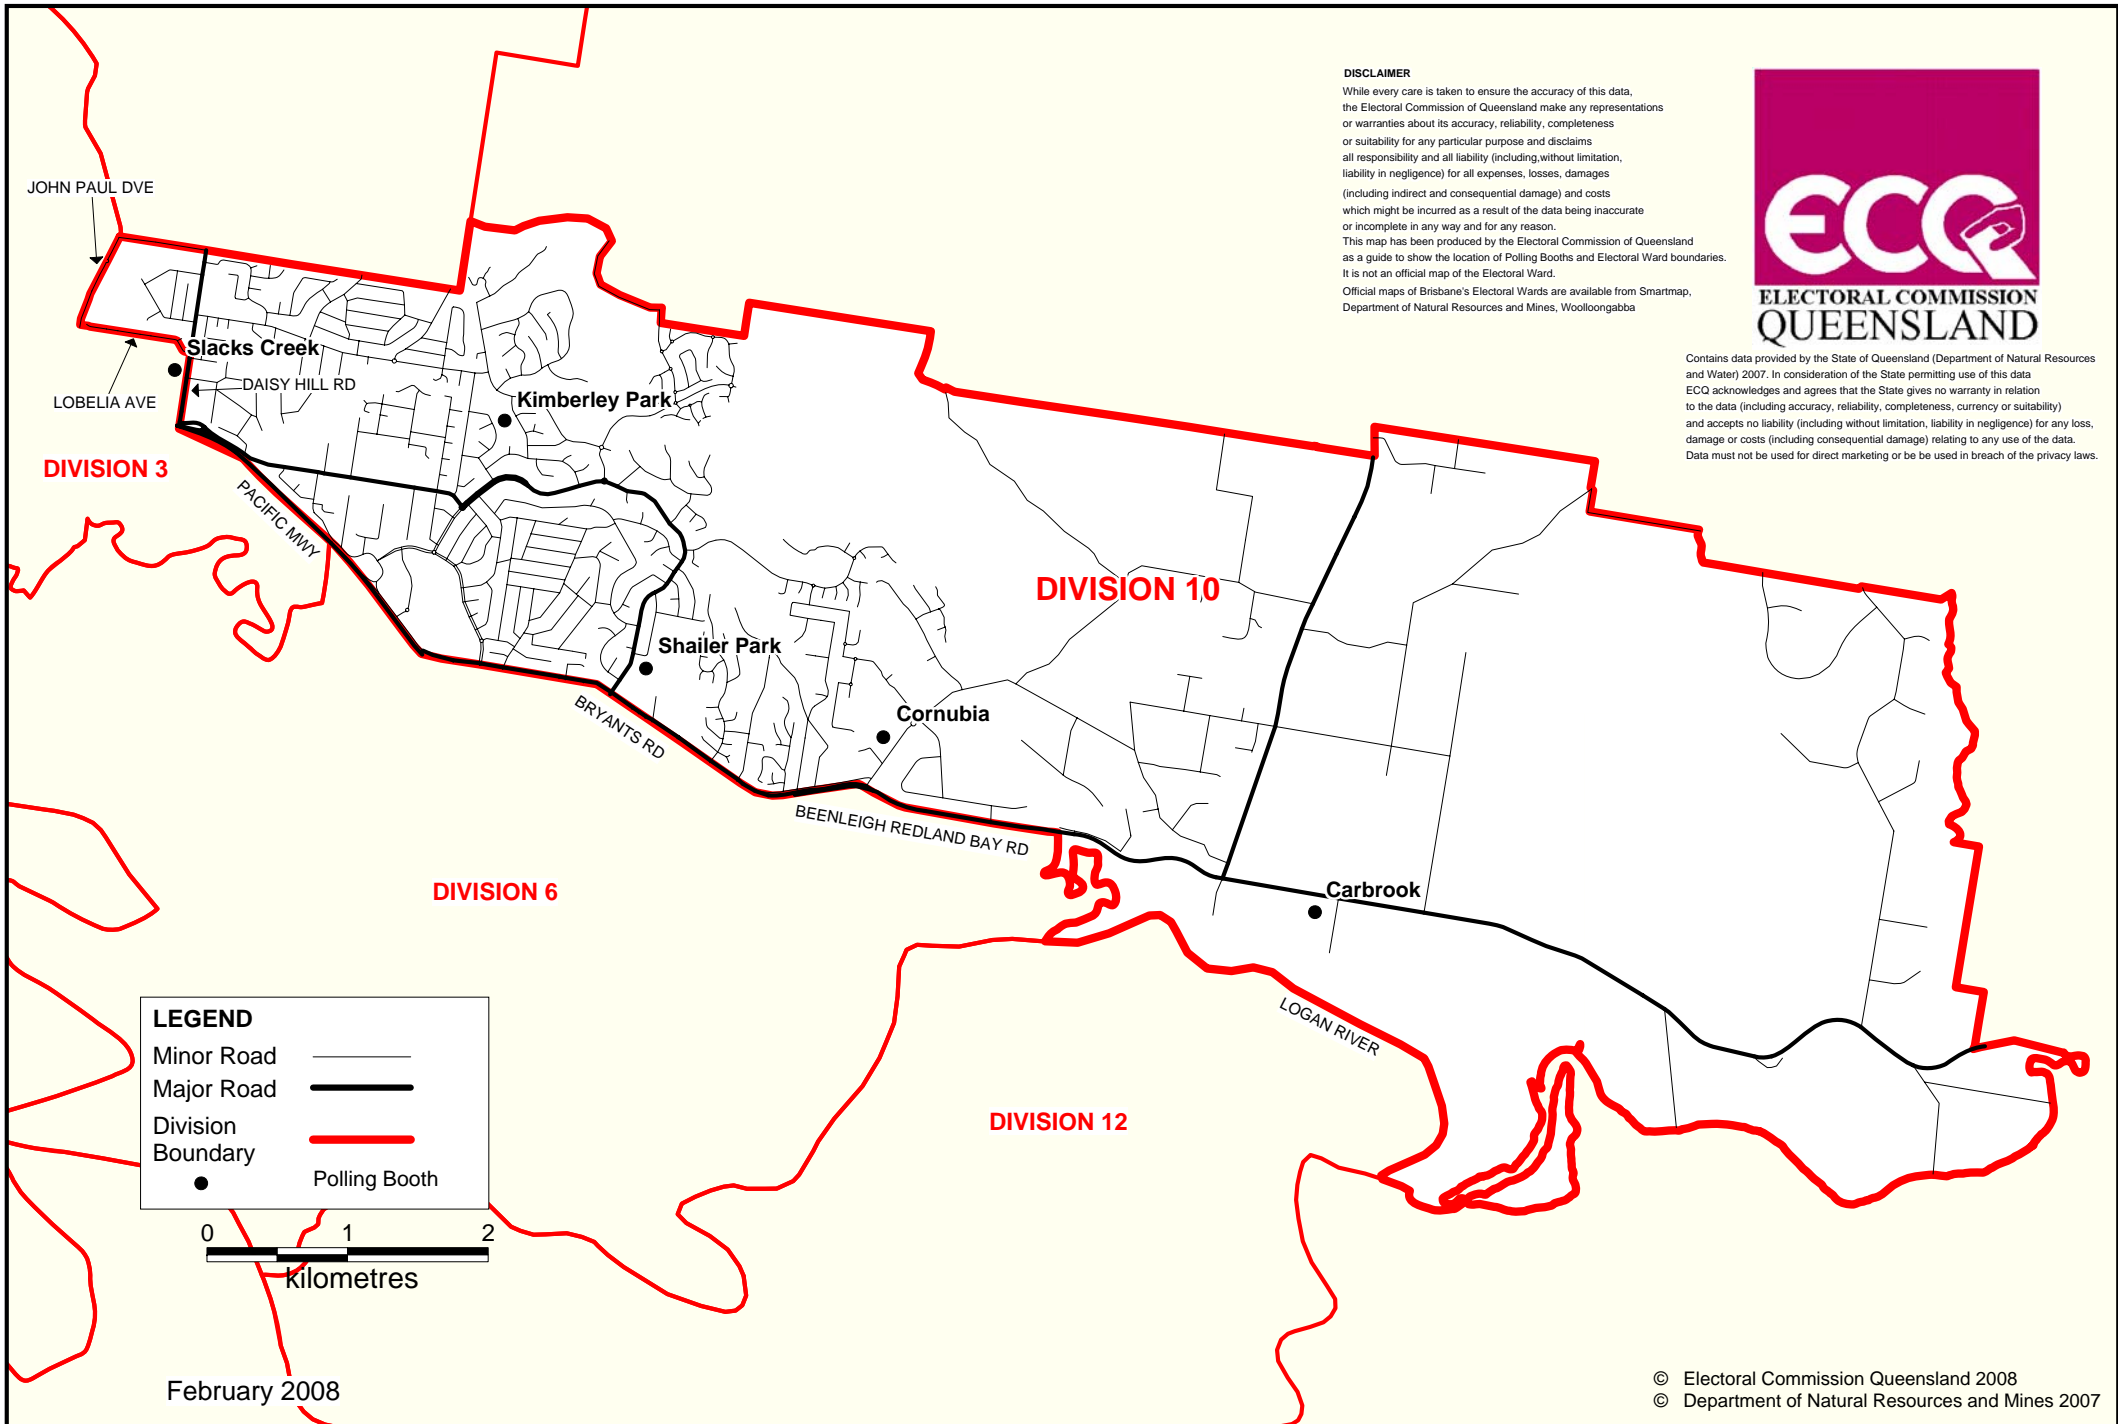 DISCLAIMER
While every care is taken to ensure the accuracy of this data,
the Electoral Commission of Queensland make any representations
or warranties about its accuracy, reliability, completeness
or suitability for any particular purpose and disclaims
all responsibility and all liability (including,without limitation,
liability in negligence) for all expenses, losses, damages
(including indirect and consequential damage) and costs
which might be incurred as a result of the data being inaccurate
or incomplete in any way and for any reason.
This map has been produced by the Electoral Commission of Queensland
as a guide to show the location of Polling Booths and Electoral Ward boundaries.
It is not an official map of the Electoral Ward.
Official maps of Brisbane's Electoral Wards are available from Smartmap,
Department of Natural Resources and Mines, Woolloongabba
ECQ
ELECTORAL COMMISSION
QUEENSLAND
Contains data provided by the State of Queensland (Department of Natural Resources
and Water) 2007. In consideration of the State permitting use of this data
ECQ acknowledges and agrees that the State gives no warranty in relation
to the data (including accuracy, reliability, completeness, currency or suitability)
and accepts no liability (including without limitation, liability in negligence) for any loss,
damage or costs (including consequential damage) relating to any use of the data.
Data must not be used for direct marketing or be be used in breach of the privacy laws.
JOHN PAUL DVE
Slacks Creek
DAISY HILL RD
LOBELIA AVE
Kimberley Park
DIVISION 3
PACIFIC MWY
DIVISION 10
Shailer Park
BRYANTS RD
Cornubia
BEENLEIGH REDLAND BAY RD
DIVISION 6
Carbrook
LOGAN RIVER
DIVISION 12
LEGEND
Minor Road
Major Road
Division
Boundary
Polling Booth
0 1 2
kilometres
February 2008
© Electoral Commission Queensland 2008
© Department of Natural Resources and Mines 2007